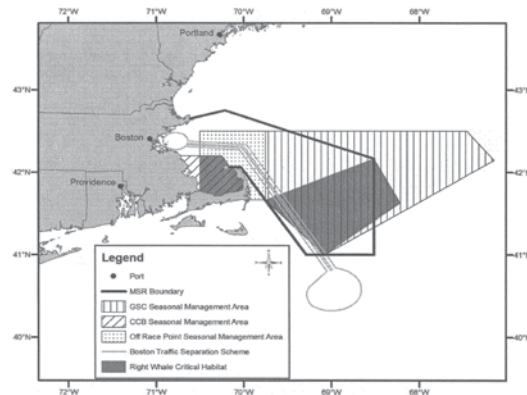 72°W 71°W 70°W 69°W 68°W
Portland
43°N 43°N
Boston
42°N 42°N
Providence
41°N 41°N
Legend
Port
MSR Boundary
GSC Seasonal Management Area
CCB Seasonal Management Area
Off Race Point Seasonal Management Area
Boston Traffic Separation Scheme
Right Whale Critical Habitat
40°N 40°N
72°W 71°W 70°W 69°W 68°W